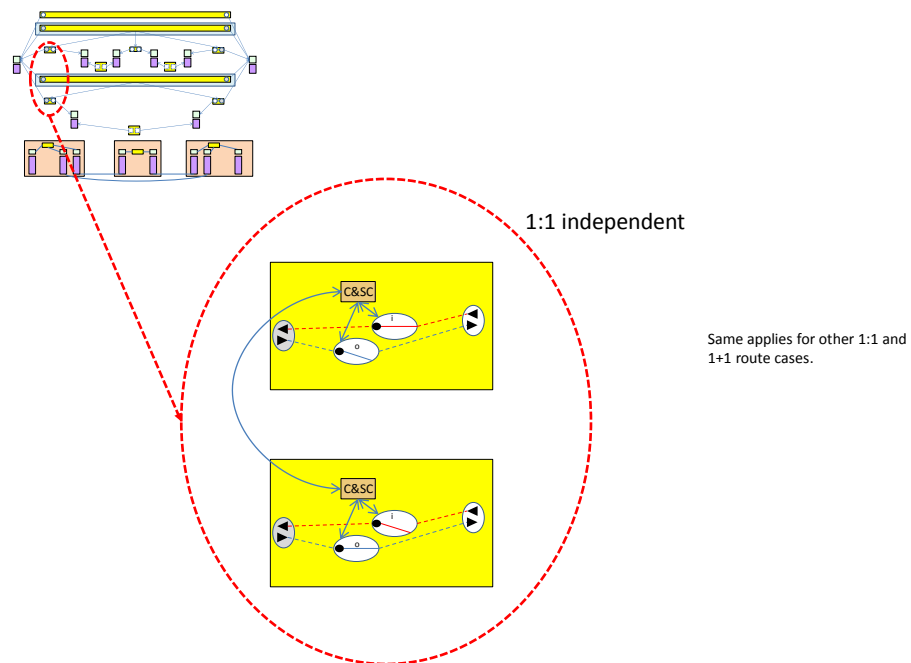 1:1 independent
C&SC
i
o
Same applies for other 1:1 and
1+1 route cases.
C&SC
i
o